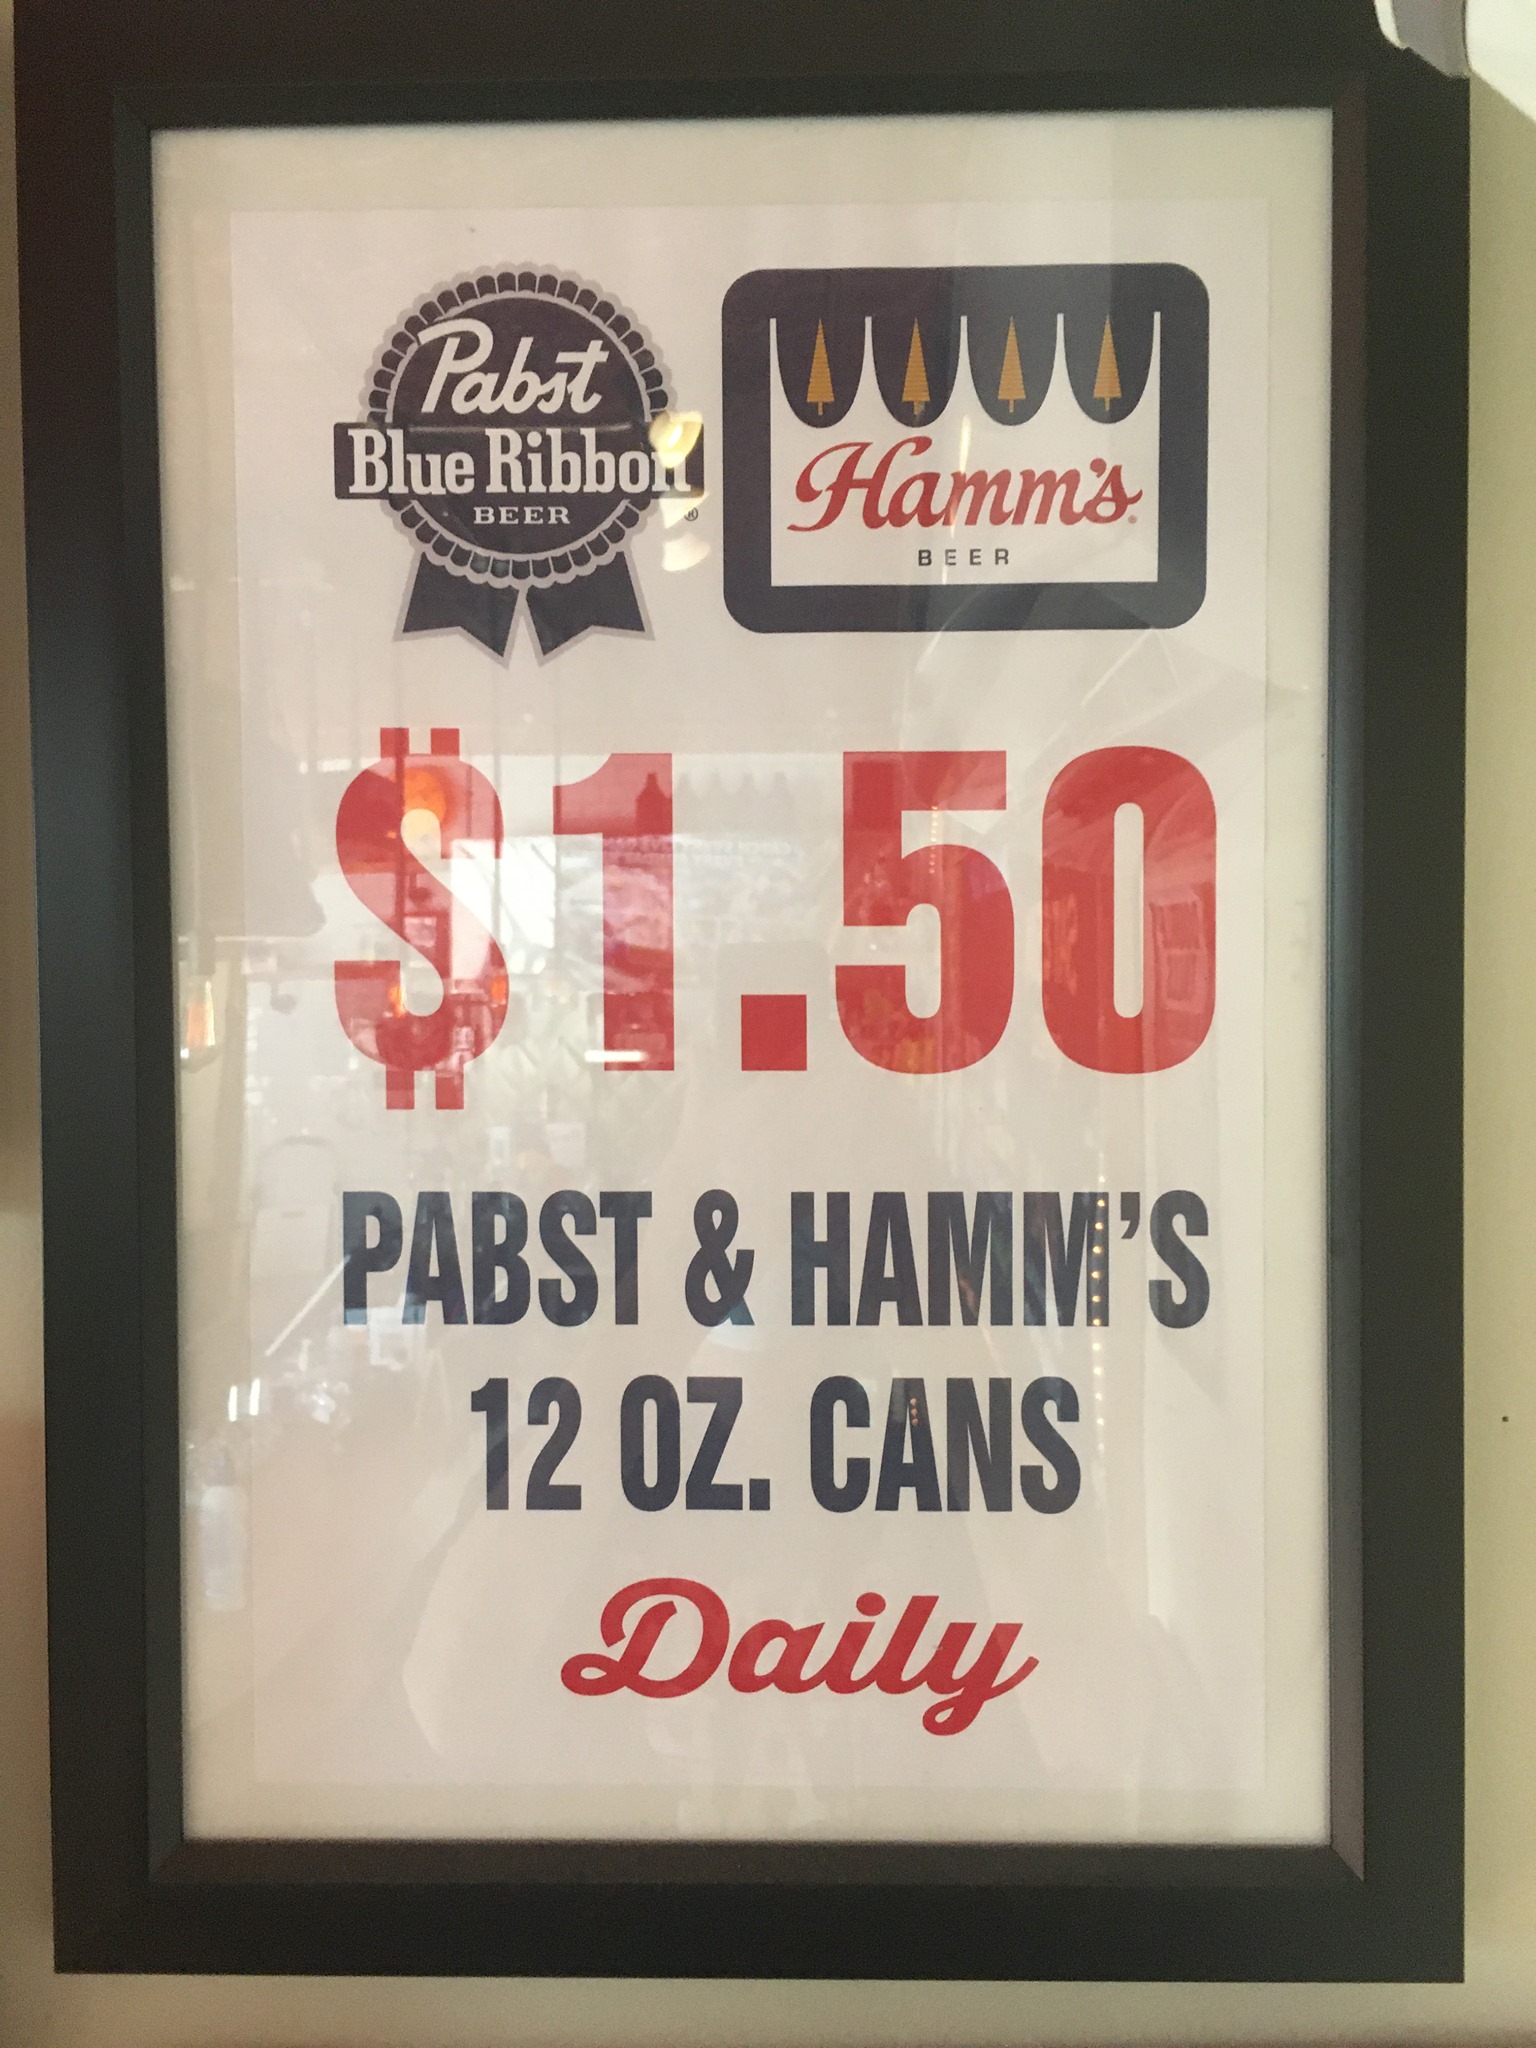 Pabst
Blue Ribbon
BEER
®
Hamm's
BEER
$1.50
PABST & HAMM'S
12 OZ. CANS
Daily